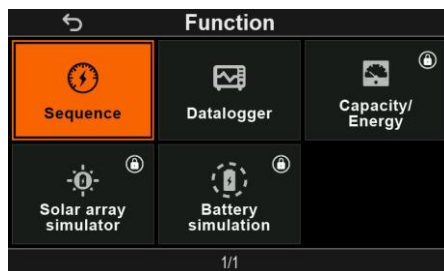 Function
Sequence
Datalogger
Capacity/
Energy
Solar array
simulator
Battery
simulation
1/1